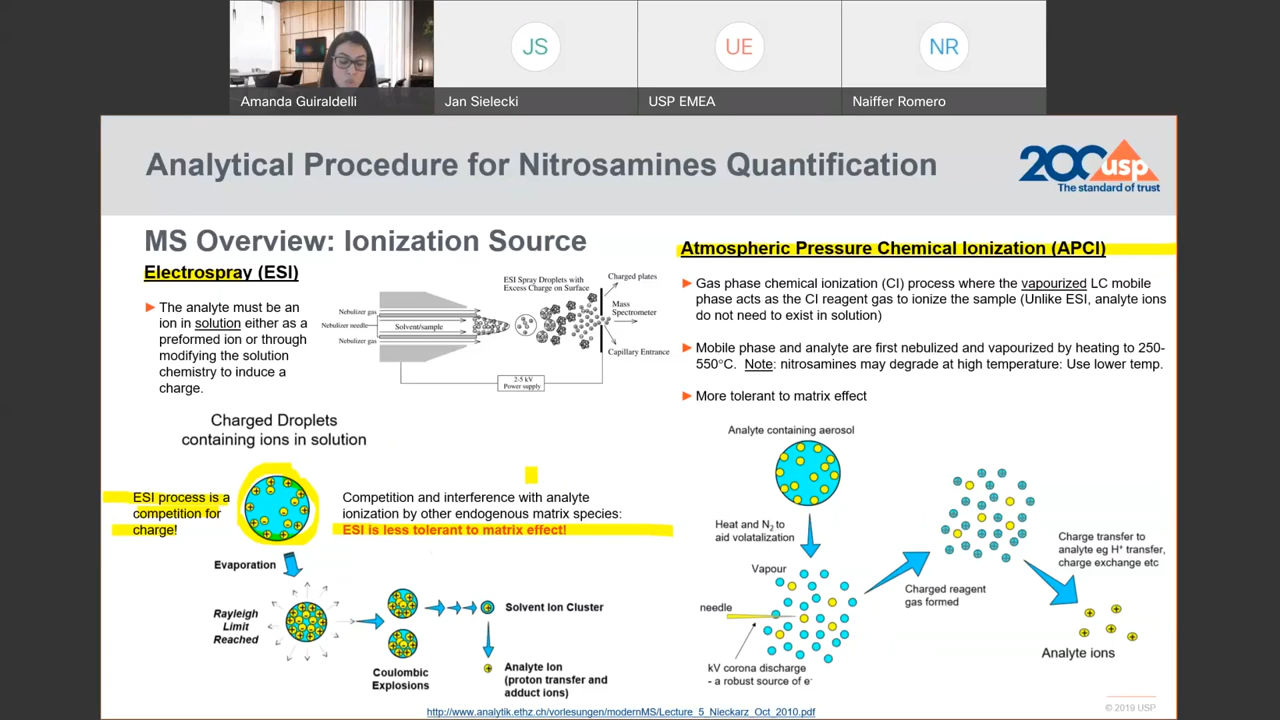 JS
UE
NR
Amanda Guiraldelli
Jan Sielecki
USP EMEA
Naiffer Romero
Analytical Procedure for Nitrosamines Quantification
200 usp
The standard of trust
MS Overview: Ionization Source
Electrospray (ESI)
The analyte must be an
ion in solution either as a
preformed ion or through
modifying the solution
chemistry to induce a
charge.
ESI Spray Droplets with
Excess Charge on Surface
Charged plates
Nebulizer gas
Nebulizer needle
Nebulizer gas
Solvent/sample
Mass
Spectrometer
Capillary Entrance
2-5 kV
Power supply
Charged Droplets
containing ions in solution
ESI process is a
competition for
charge!
Competition and interference with analyte
ionization by other endogenous matrix species:
ESI is less tolerant to matrix effect!
Evaporation
Rayleigh
Limit
Reached
Coulombic
Explosions
Solvent Ion Cluster
Analyte Ion
(proton transfer and
adduct ions)
Atmospheric Pressure Chemical Ionization (APCI)
Gas phase chemical ionization (CI) process where the vapourized LC mobile
phase acts as the CI reagent gas to ionize the sample (Unlike ESI, analyte ions
do not need to exist in solution)
Mobile phase and analyte are first nebulized and vapourized by heating to 250-
550°C. Note: nitrosamines may degrade at high temperature: Use lower temp.
More tolerant to matrix effect
Analyte containing aerosol
Heat and N2 to
aid volatalization
Vapour
needle
kV corona discharge
- a robust source of e-
Charged reagent
gas formed
Charge transfer to
analyte eg H+ transfer,
charge exchange etc
Analyte ions
http://www.analytik.ethz.ch/vorlesungen/modernMS/Lecture_5_Nieckarz_Oct_2010.pdf
© 2019 USP